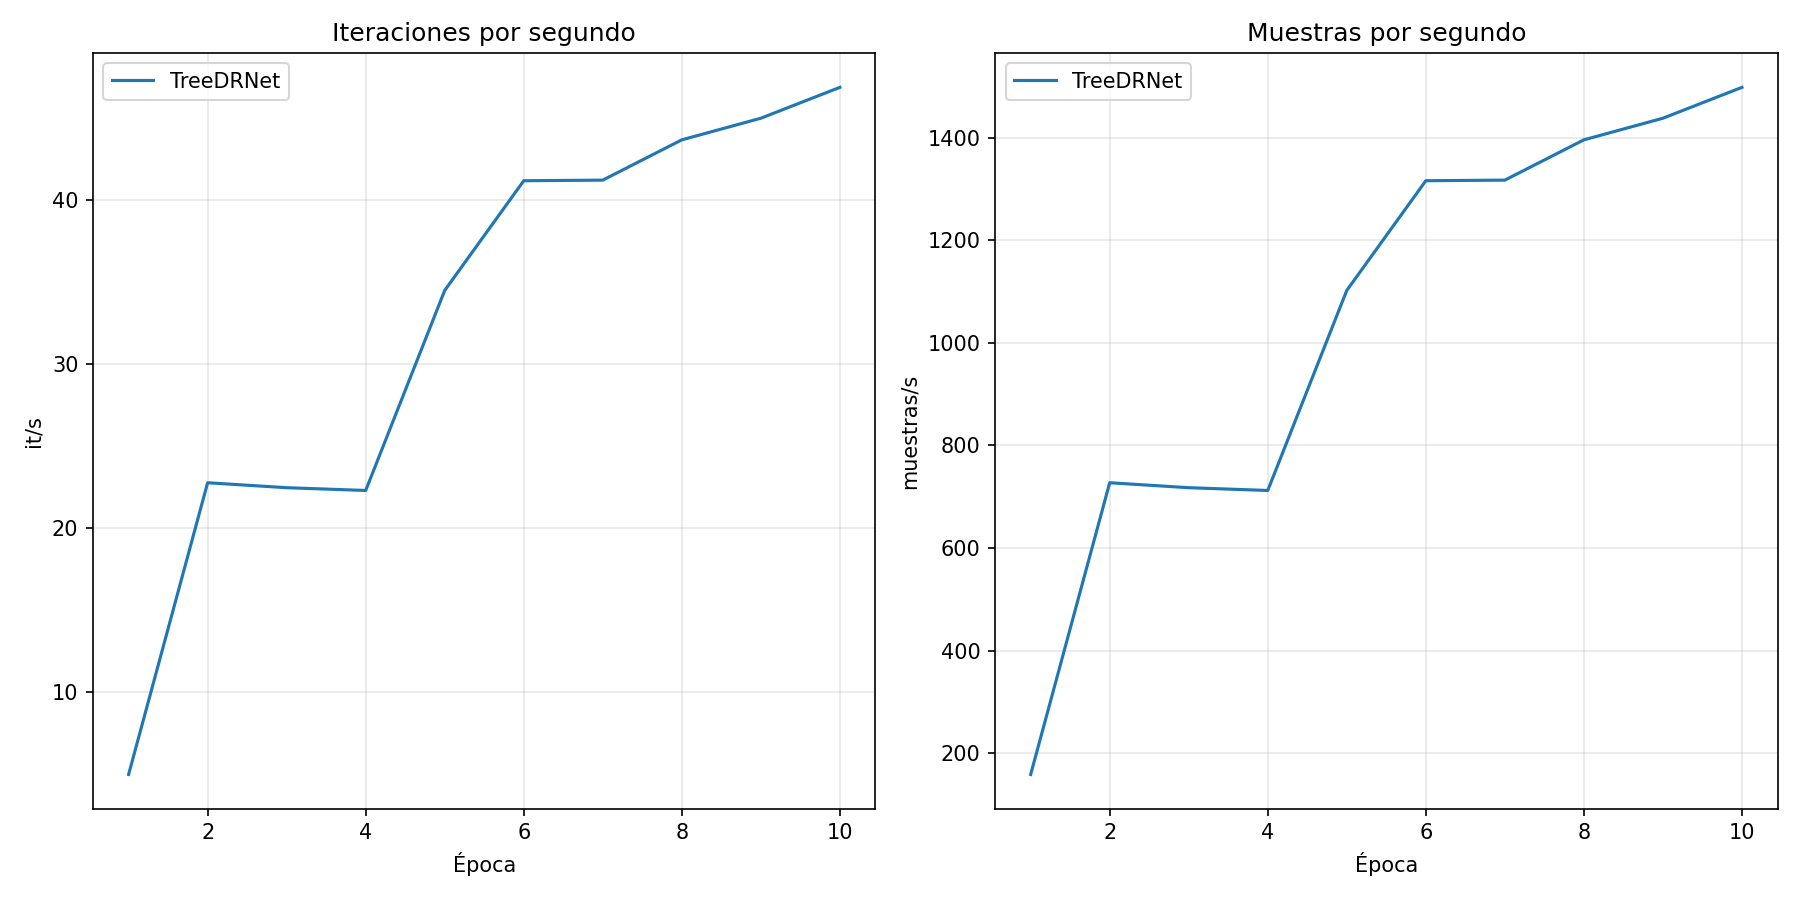 Iteraciones por segundo
TreeDRNet
40
30
20
10
it/s
2 4 6 8 10
Época
Muestras por segundo
TreeDRNet
1400
1200
1000
800
600
400
200
muestras/s
2 4 6 8 10
Época